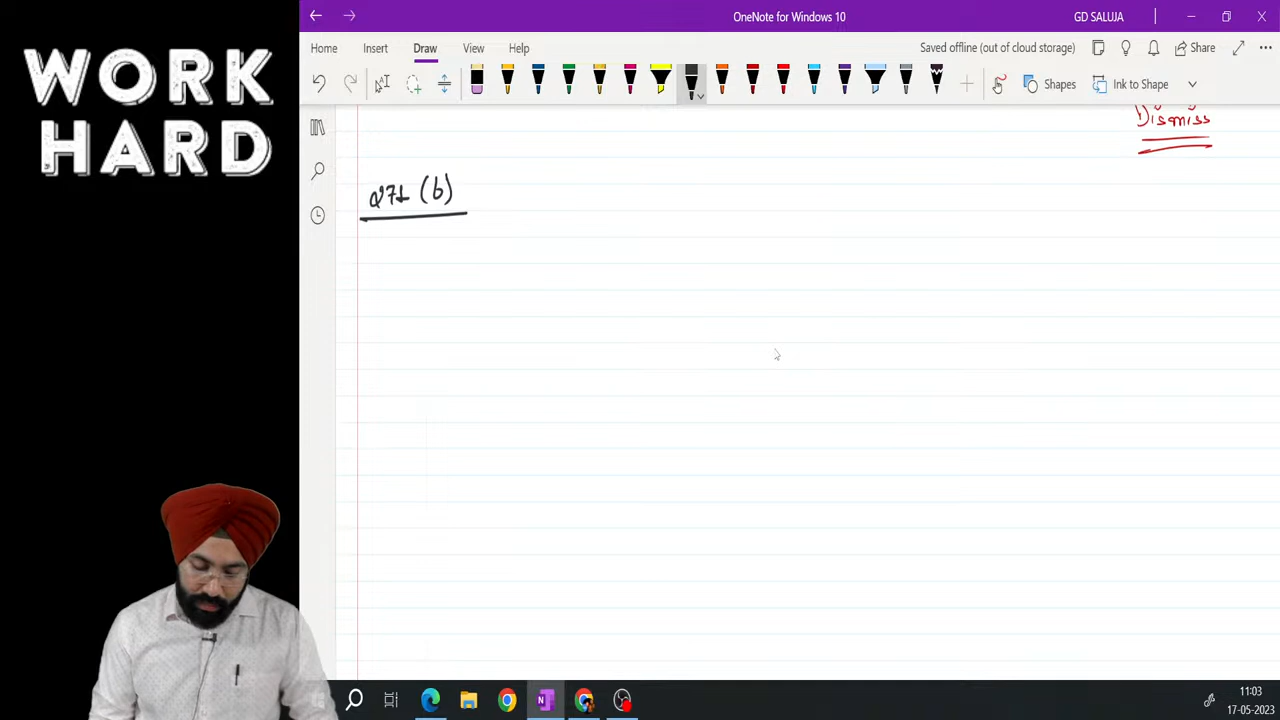 WORK
HARD
OneNote for Windows 10
GD SALUJA
Home Insert Draw View Help
Saved offline (out of cloud storage)
Share
Shapes
Ink to Shape
Dismiss
271 (b)
11:03
17-05-2023